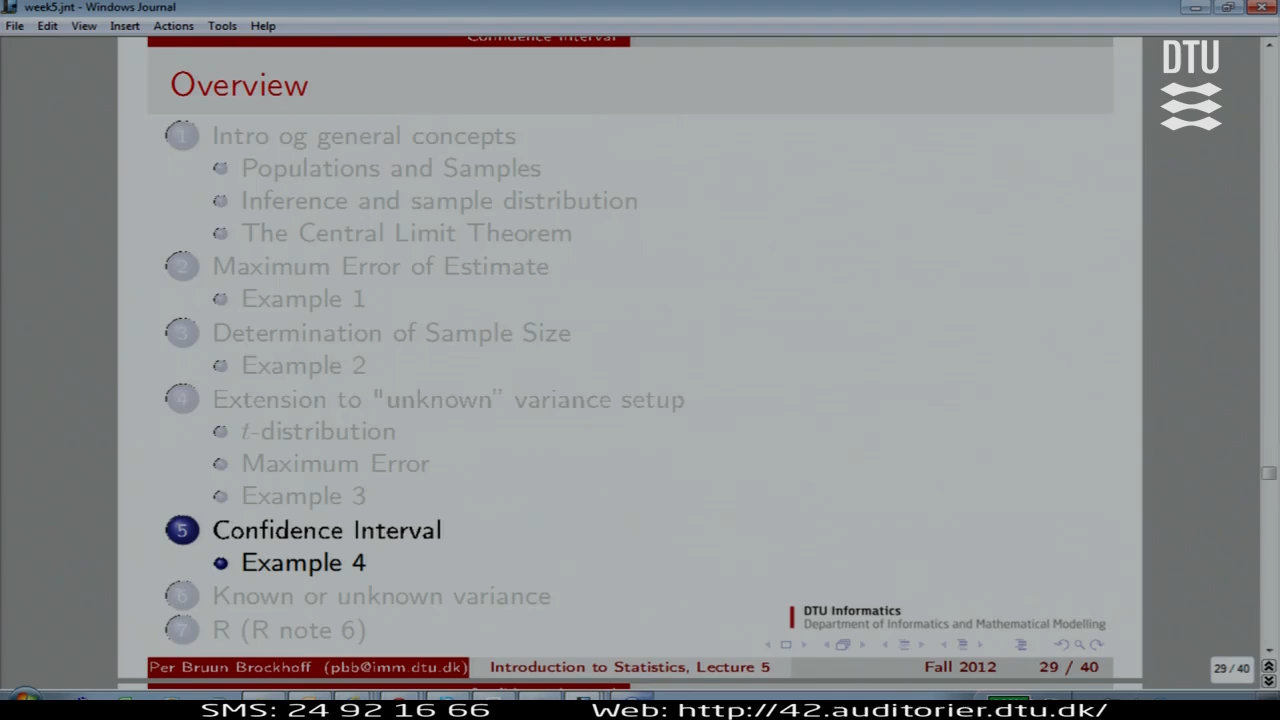 week5.jnt - Windows Journal
File Edit View Insert Actions Tools Help
Confidence Interval
DTU
Overview
1 Intro og general concepts
Populations and Samples
Inference and sample distribution
The Central Limit Theorem
2 Maximum Error of Estimate
Example 1
3 Determination of Sample Size
Example 2
4 Extension to "unknown" variance setup
t-distribution
Maximum Error
Example 3
5 Confidence Interval
Example 4
6 Known or unknown variance
7 R (R note 6)
DTU Informatics
Department of Informatics and Mathematical Modelling
Per Bruun Brockhoff (pbb@imm.dtu.dk) Introduction to Statistics, Lecture 5 Fall 2012 29 / 40
29 / 40
SMS: 24 92 16 66 Web: http://42.auditorier.dtu.dk/